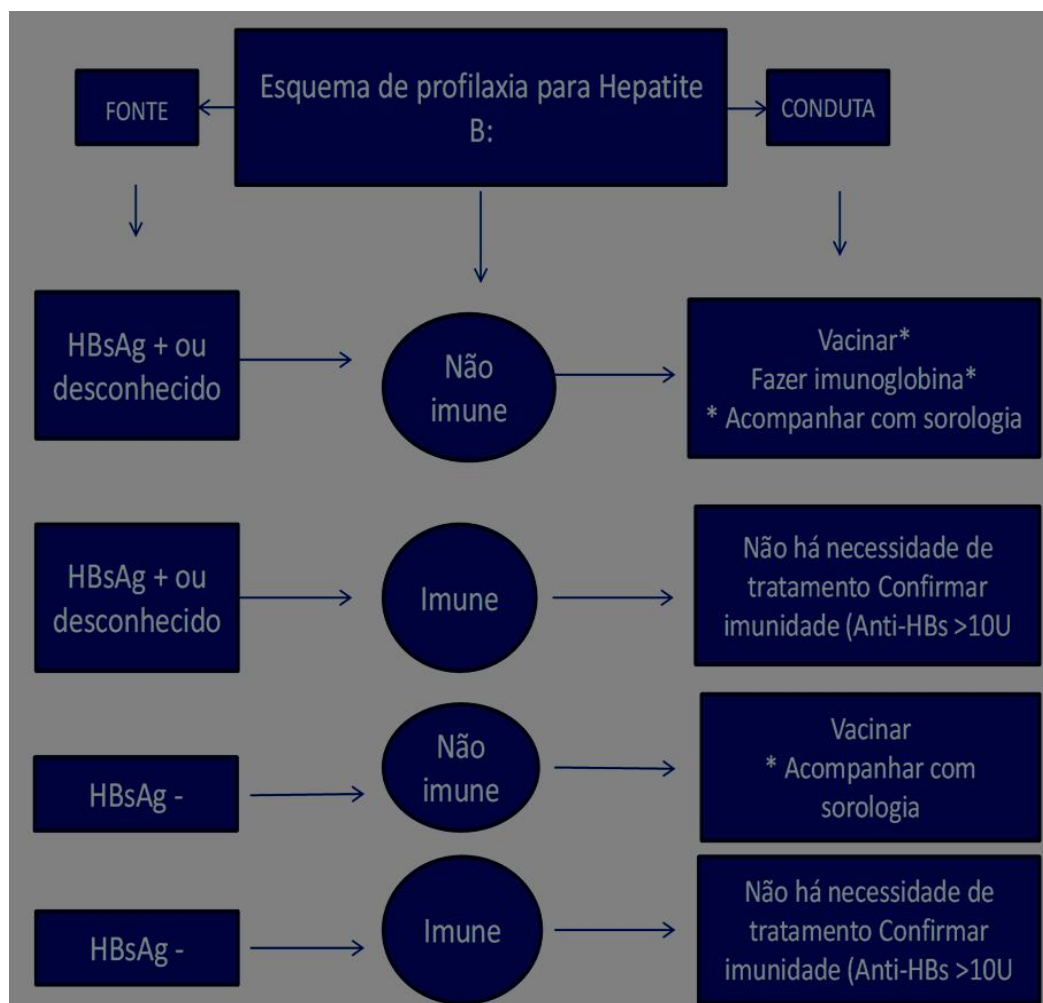 Esquema de profilaxia para Hepatite
B:
FONTE
CONDUTA
HBsAg + ou
desconhecido
Não
imune
Vacinar*
Fazer imunoglobina*
* Acompanhar com sorologia
HBsAg + ou
desconhecido
Imune
Não há necessidade de
tratamento Confirmar
imunidade (Anti-HBs >10U
HBsAg -
Não
imune
Vacinar
* Acompanhar com
sorologia
HBsAg -
Imune
Não há necessidade de
tratamento Confirmar
imunidade (Anti-HBs >10U